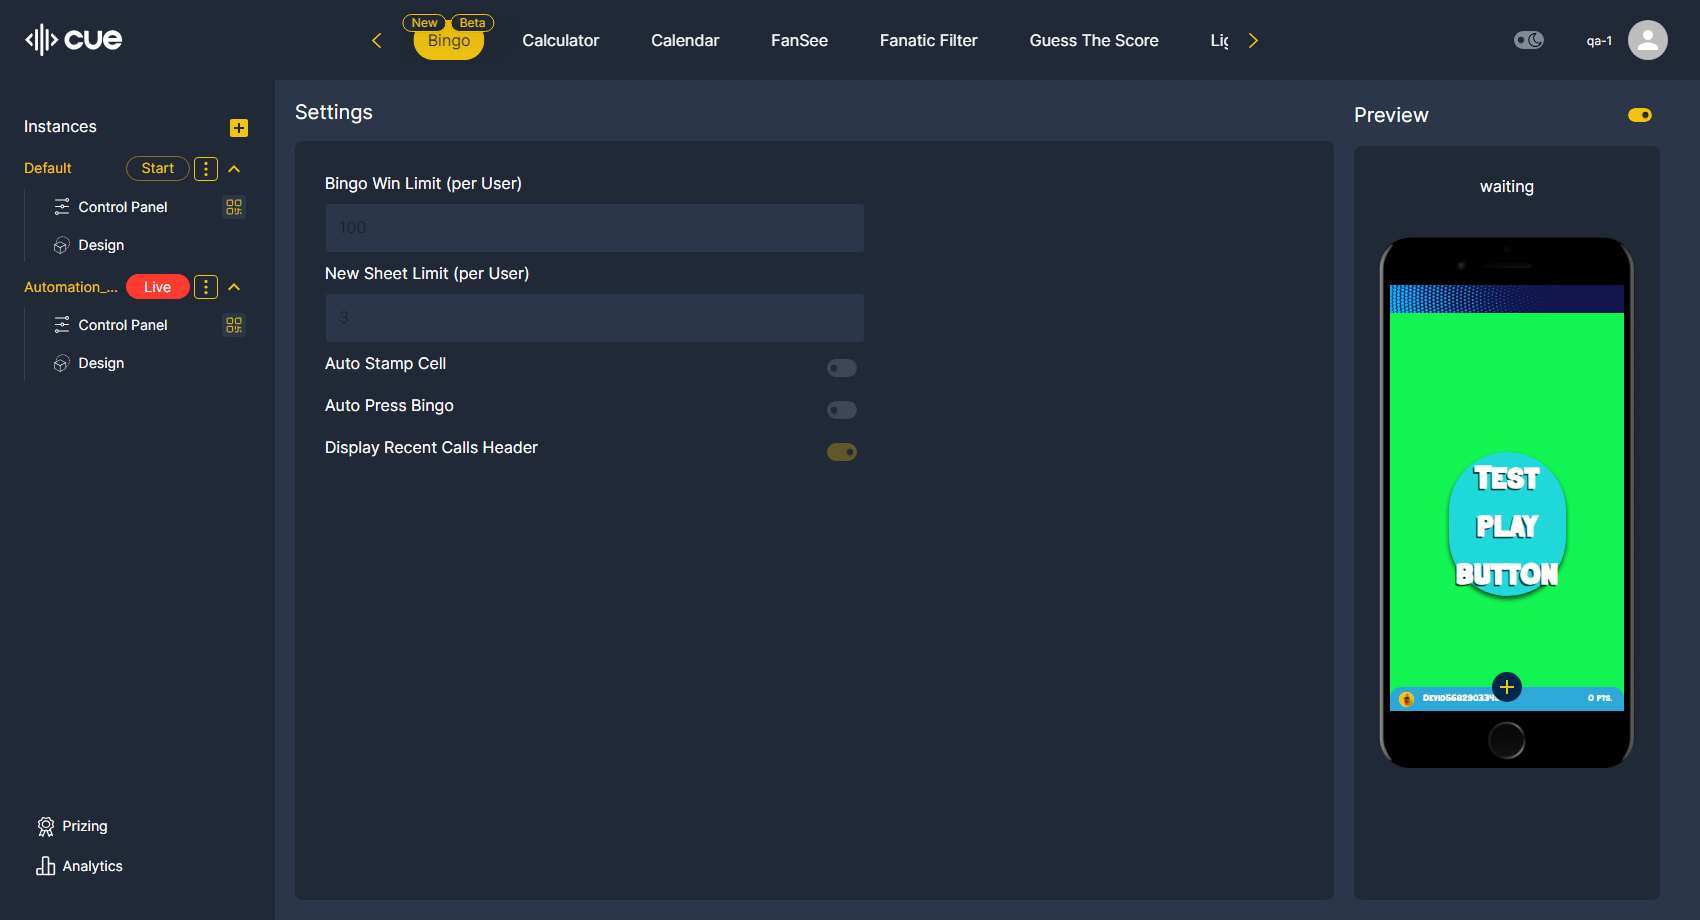 cue
New Beta
Bingo
Calculator
Calendar
FanSee
Fanatic Filter
Guess The Score
Lig
qa-1
Instances
Default
Start
Control Panel
Design
Automation_...
Live
Control Panel
Design
Prizing
Analytics
Settings
Bingo Win Limit (per User)
100
New Sheet Limit (per User)
3
Auto Stamp Cell
Auto Press Bingo
Display Recent Calls Header
Preview
waiting
TEST
PLAY
BUTTON
0 PTS.